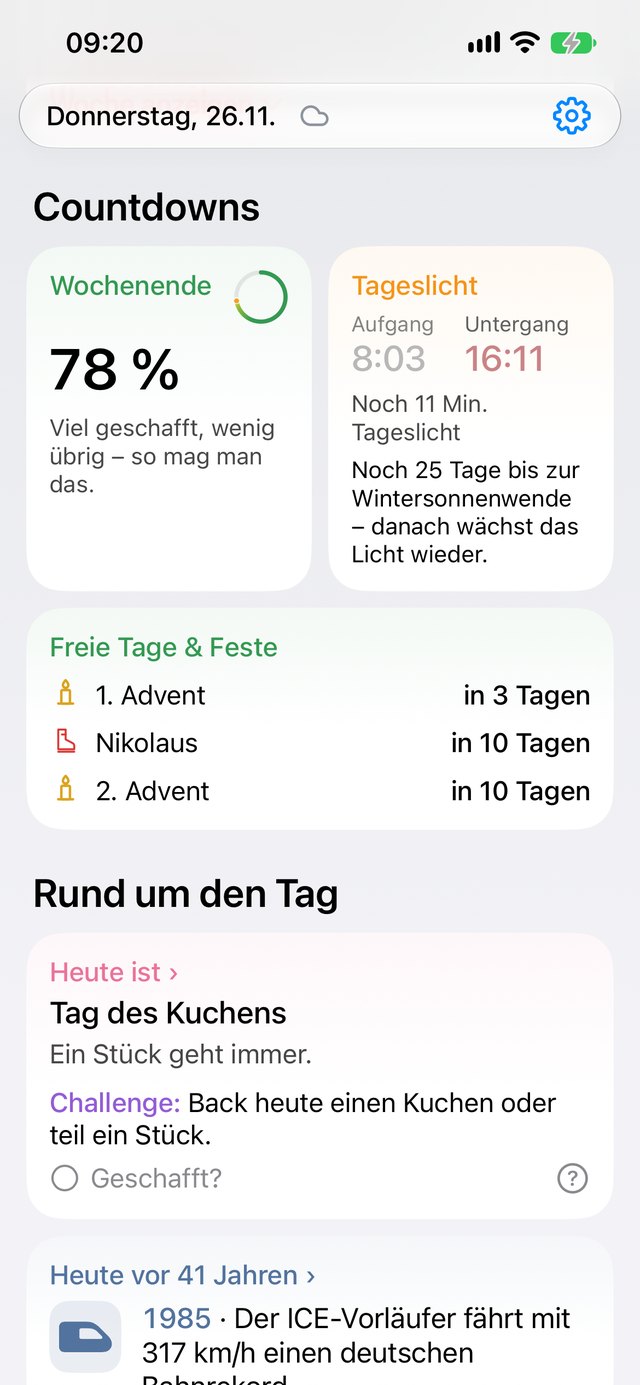 09:20
Donnerstag, 26.11.
Countdowns
Wochenende
78 %
Viel geschafft, wenig
übrig – so mag man
das.
Tageslicht
Aufgang Untergang
8:03 16:11
Noch 11 Min.
Tageslicht
Noch 25 Tage bis zur
Wintersonnenwende
– danach wächst das
Licht wieder.
Freie Tage & Feste
1. Advent in 3 Tagen
Nikolaus in 10 Tagen
2. Advent in 10 Tagen
Rund um den Tag
Heute ist ›
Tag des Kuchens
Ein Stück geht immer.
Challenge: Back heute einen Kuchen oder
teil ein Stück.
Geschafft? ?
Heute vor 41 Jahren ›
1985 · Der ICE-Vorläufer fährt mit
317 km/h einen deutschen